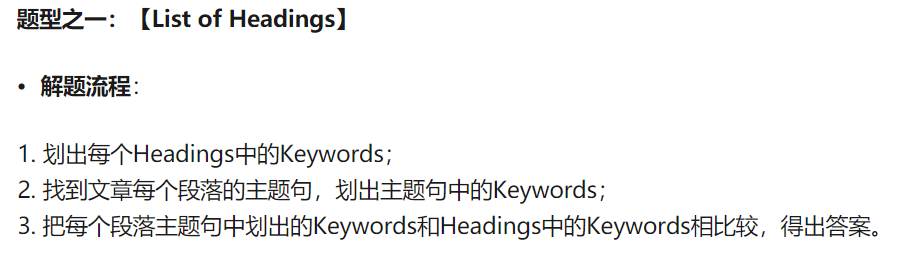 题型之一：【List of Headings】
• 解题流程：
1. 划出每个Headings中的Keywords；
2. 找到文章每个段落的主题句，划出主题句中的Keywords；
3. 把每个段落主题句中划出的Keywords和Headings中的Keywords相比较，得出答案。